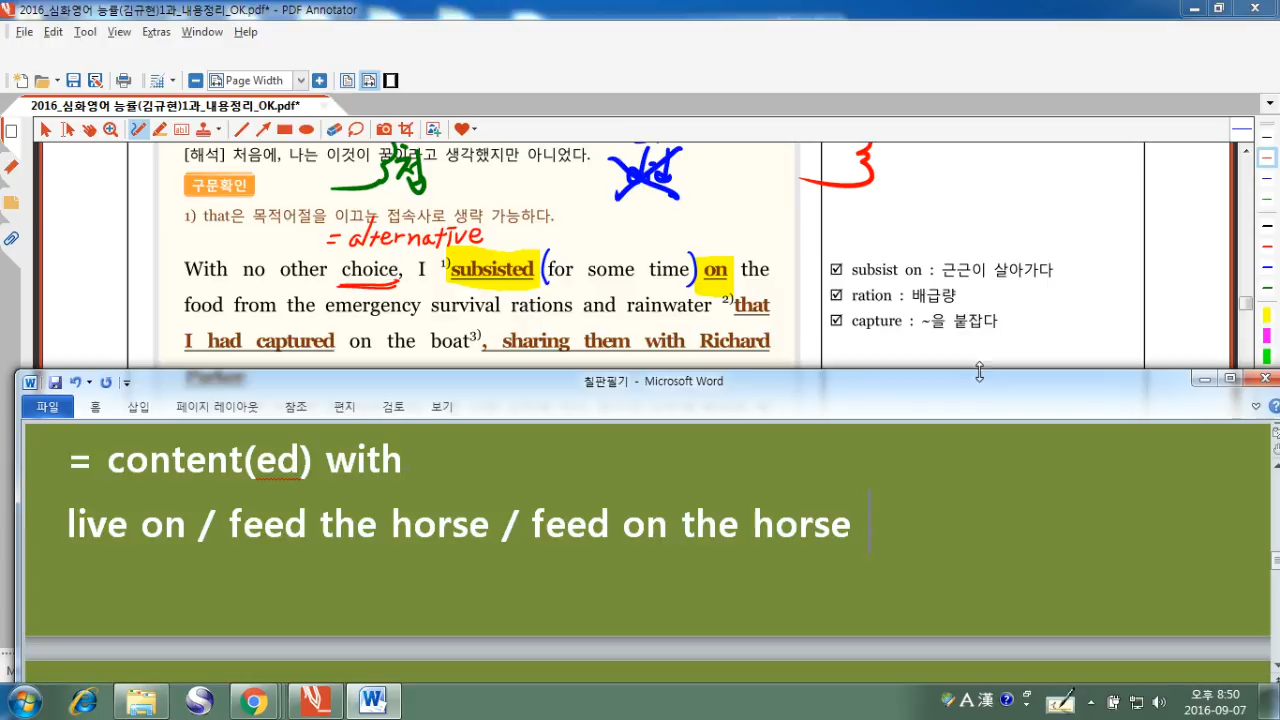 2016_심화영어 능률(김규현)1과_내용정리_OK.pdf* - PDF Annotator
File Edit Tool View Extras Window Help
Page Width
2016_심화영어 능률(김규현)1과_내용정리_OK.pdf*
[해석] 처음에, 나는 이것이 꿈이라고 생각했지만 아니었다.
did
구문확인
1) that은 목적어절을 이끄는 접속사로 생략 가능하다.
= alternative
With no other choice, I 1)subsisted (for some time) on the
food from the emergency survival rations and rainwater 2)that
I had captured on the boat3), sharing them with Richard
subsist on : 근근이 살아가다
ration : 배급량
capture : ~을 붙잡다
칠판필기 - Microsoft Word
파일 홈 삽입 페이지 레이아웃 참조 편지 검토 보기
= content(ed) with
live on / feed the horse / feed on the horse
A 漢
오후 8:50
2016-09-07